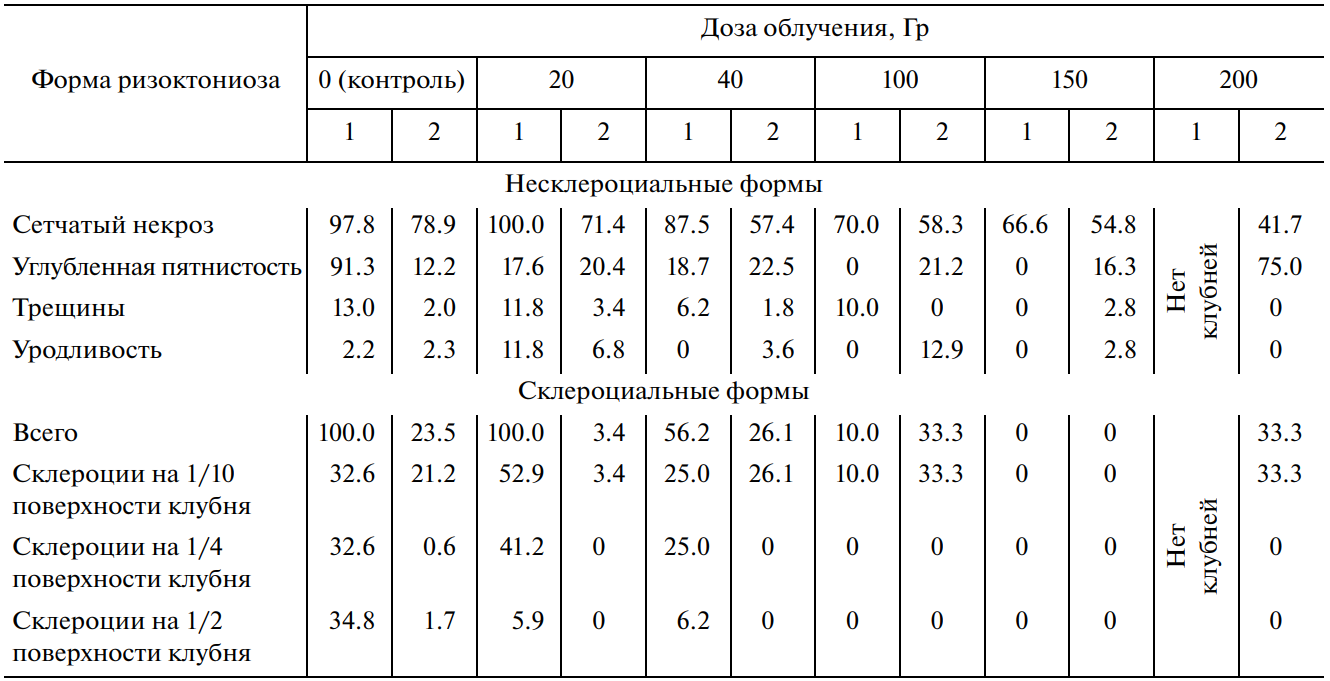 Форма ризоктониоза Доза облучения, Гр
0 (контроль) 20 40 100 150 200
1 2 1 2 1 2 1 2 1 2 1 2
Несклероциальные формы
Сетчатый некроз 97.8 78.9 100.0 71.4 87.5 57.4 70.0 58.3 66.6 54.8 Нет клубней 41.7
Углубленная пятнистость 91.3 12.2 17.6 20.4 18.7 22.5 0 21.2 0 16.3 75.0
Трещины 13.0 2.0 11.8 3.4 6.2 1.8 10.0 0 0 2.8 0
Уродливость 2.2 2.3 11.8 6.8 0 3.6 0 12.9 0 2.8 0
Склероциальные формы
Всего 100.0 23.5 100.0 3.4 56.2 26.1 10.0 33.3 0 0 Нет клубней 33.3
Склероции на 1/10 32.6 21.2 52.9 3.4 25.0 26.1 10.0 33.3 0 0 33.3
поверхности клубня
Склероции на 1/4 32.6 0.6 41.2 0 25.0 0 0 0 0 0 0
поверхности клубня
Склероции на 1/2 34.8 1.7 5.9 0 6.2 0 0 0 0 0 0
поверхности клубня